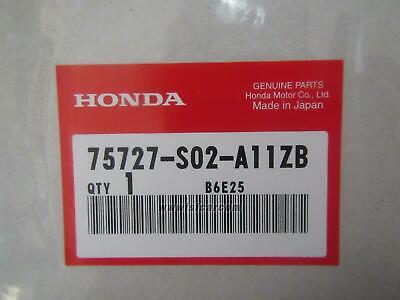 GENUINE PARTS
HONDA
Honda Motor Co., Ltd.
Made in Japan
75727-S02-A11ZB
QTY 1 B6E25